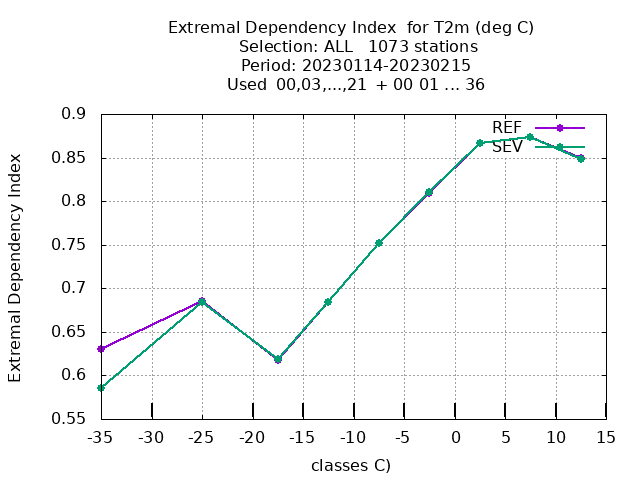 Extremal Dependency Index  for T2m (deg C)
Selection: ALL   1073 stations
Period: 20230114-20230215
Used  00,03,...,21  + 00 01 ... 36
REF
SEV
0.9
0.85
0.8
0.75
0.7
0.65
0.6
0.55
Extremal Dependency Index
-35 -30 -25 -20 -15 -10 -5 0 5 10 15
classes C)